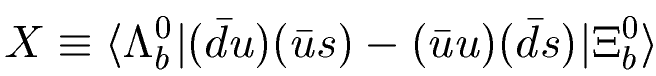 X ≡ ⟨Λ_b^0|(d̄u)(ūs) − (ūu)(d̄s)|Ξ_b^0⟩